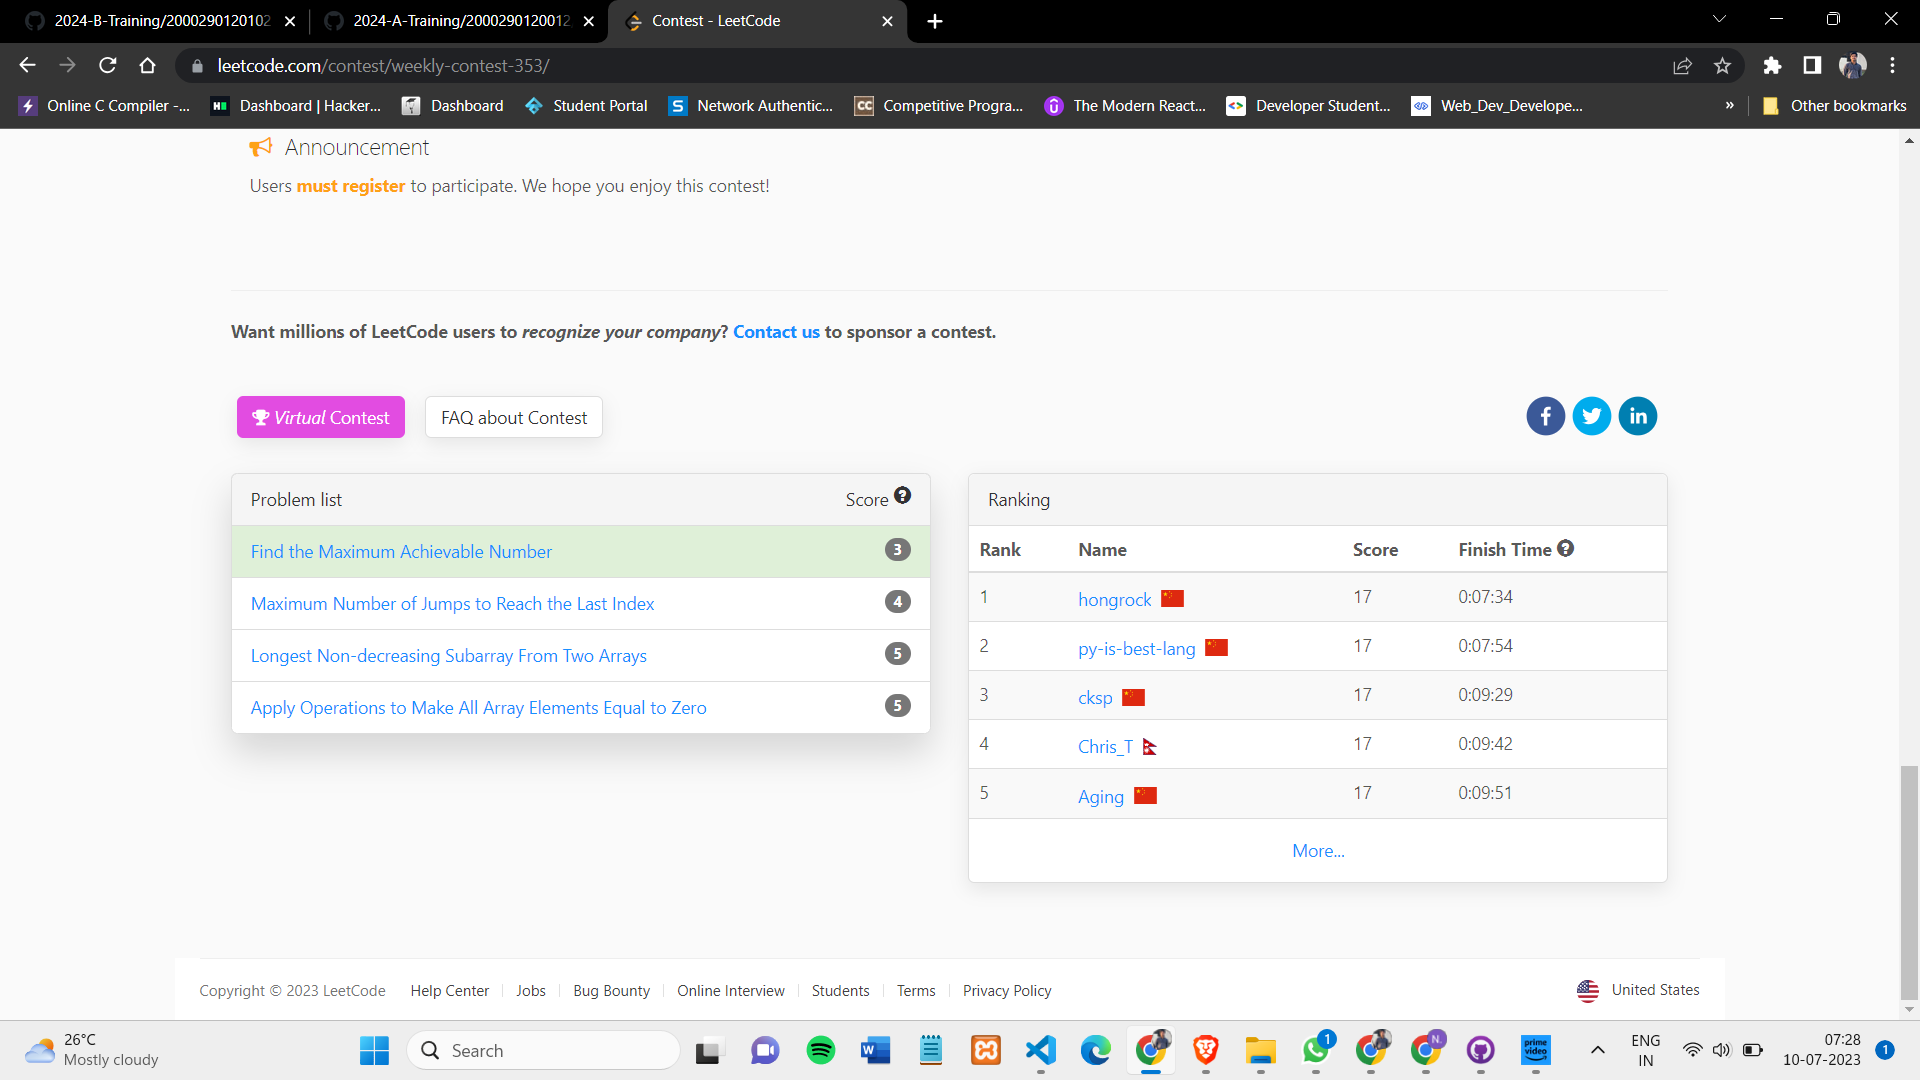 2024-B-Training/2000290120102
2024-A-Training/2000290120012
Contest - LeetCode
leetcode.com/contest/weekly-contest-353/
Online C Compiler -...
Dashboard | Hacker...
Dashboard
Student Portal
Network Authentic...
Competitive Progra...
The Modern React...
Developer Student...
Web_Dev_Develope...
»
Other bookmarks
Announcement
Users must register to participate. We hope you enjoy this contest!
Want millions of LeetCode users to recognize your company? Contact us to sponsor a contest.
Virtual Contest
FAQ about Contest
Problem list Score ?
Find the Maximum Achievable Number 3
Maximum Number of Jumps to Reach the Last Index 4
Longest Non-decreasing Subarray From Two Arrays 5
Apply Operations to Make All Array Elements Equal to Zero 5
Ranking
Rank Name Score Finish Time ?
1 hongrock 17 0:07:34
2 py-is-best-lang 17 0:07:54
3 cksp 17 0:09:29
4 Chris_T 17 0:09:42
5 Aging 17 0:09:51
More...
Copyright © 2023 LeetCode Help Center Jobs Bug Bounty Online Interview Students Terms Privacy Policy
United States
26°C
Mostly cloudy
Search
1
N.
prime video
ENG
IN
07:28
10-07-2023
1